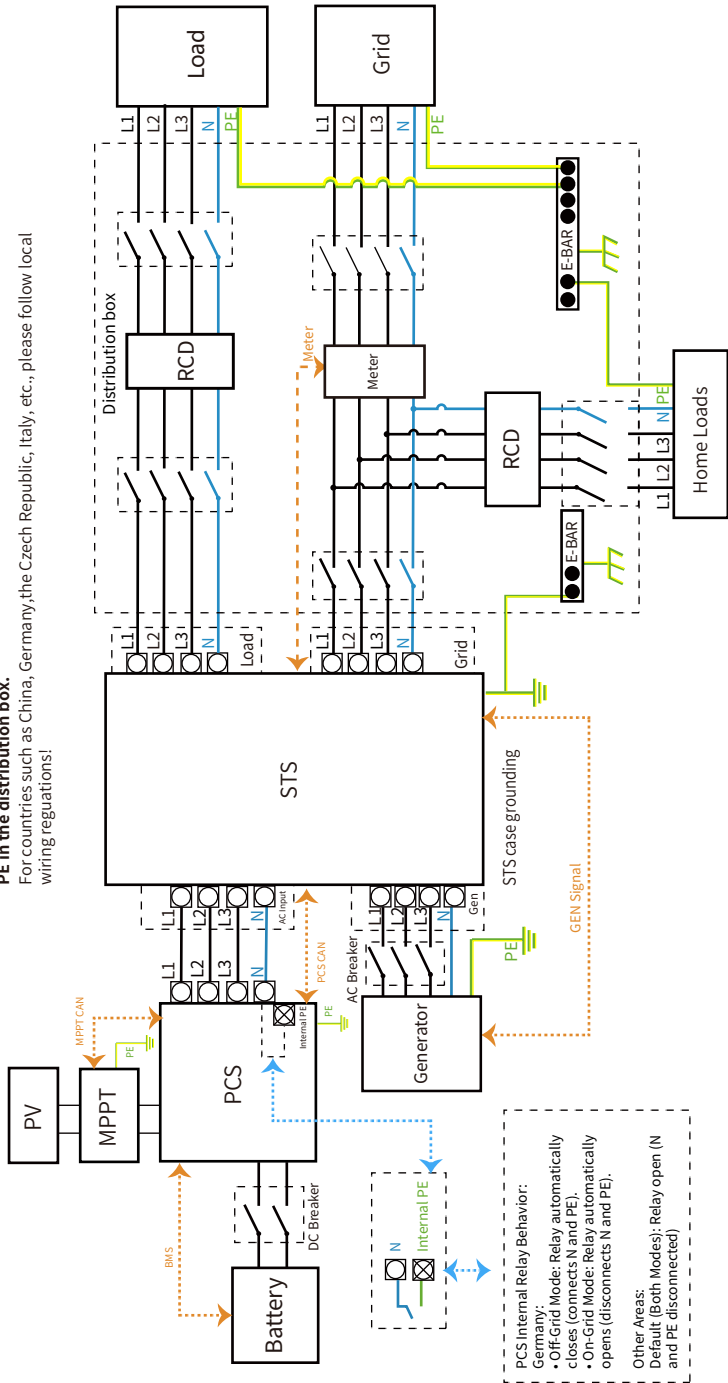 PE in the distribution box.
For countries such as China, Germany,the Czech Republic, Italy, etc., please follow local
wiring reguations!
Load
L1
L2
L3
N
PE
Grid
L1
L2
L3
N
PE
Distribution box
RCD
Meter
Meter
E-BAR
RCD
L1
L2
L3
N
PE
Home Loads
E-BAR
L1
L2
L3
N
Load
L1
L2
L3
N
Grid
STS
STS case grounding
L1
L2
L3
N
AC Input
L1
L2
L3
N
Gen
L1
L2
L3
N
PCS CAN
AC Breaker
Generator
PE
GEN Signal
PV
MPPT
MPPT CAN
PE
PCS
Internal PE
PE
BMS
DC Breaker
Battery
N
Internal PE
PCS Internal Relay Behavior:
Germany:
• Off-Grid Mode: Relay automatically
closes (connects N and PE).
• On-Grid Mode: Relay automatically
opens (disconnects N and PE).
Other Areas:
Default (Both Modes): Relay open (N
and PE disconnected)